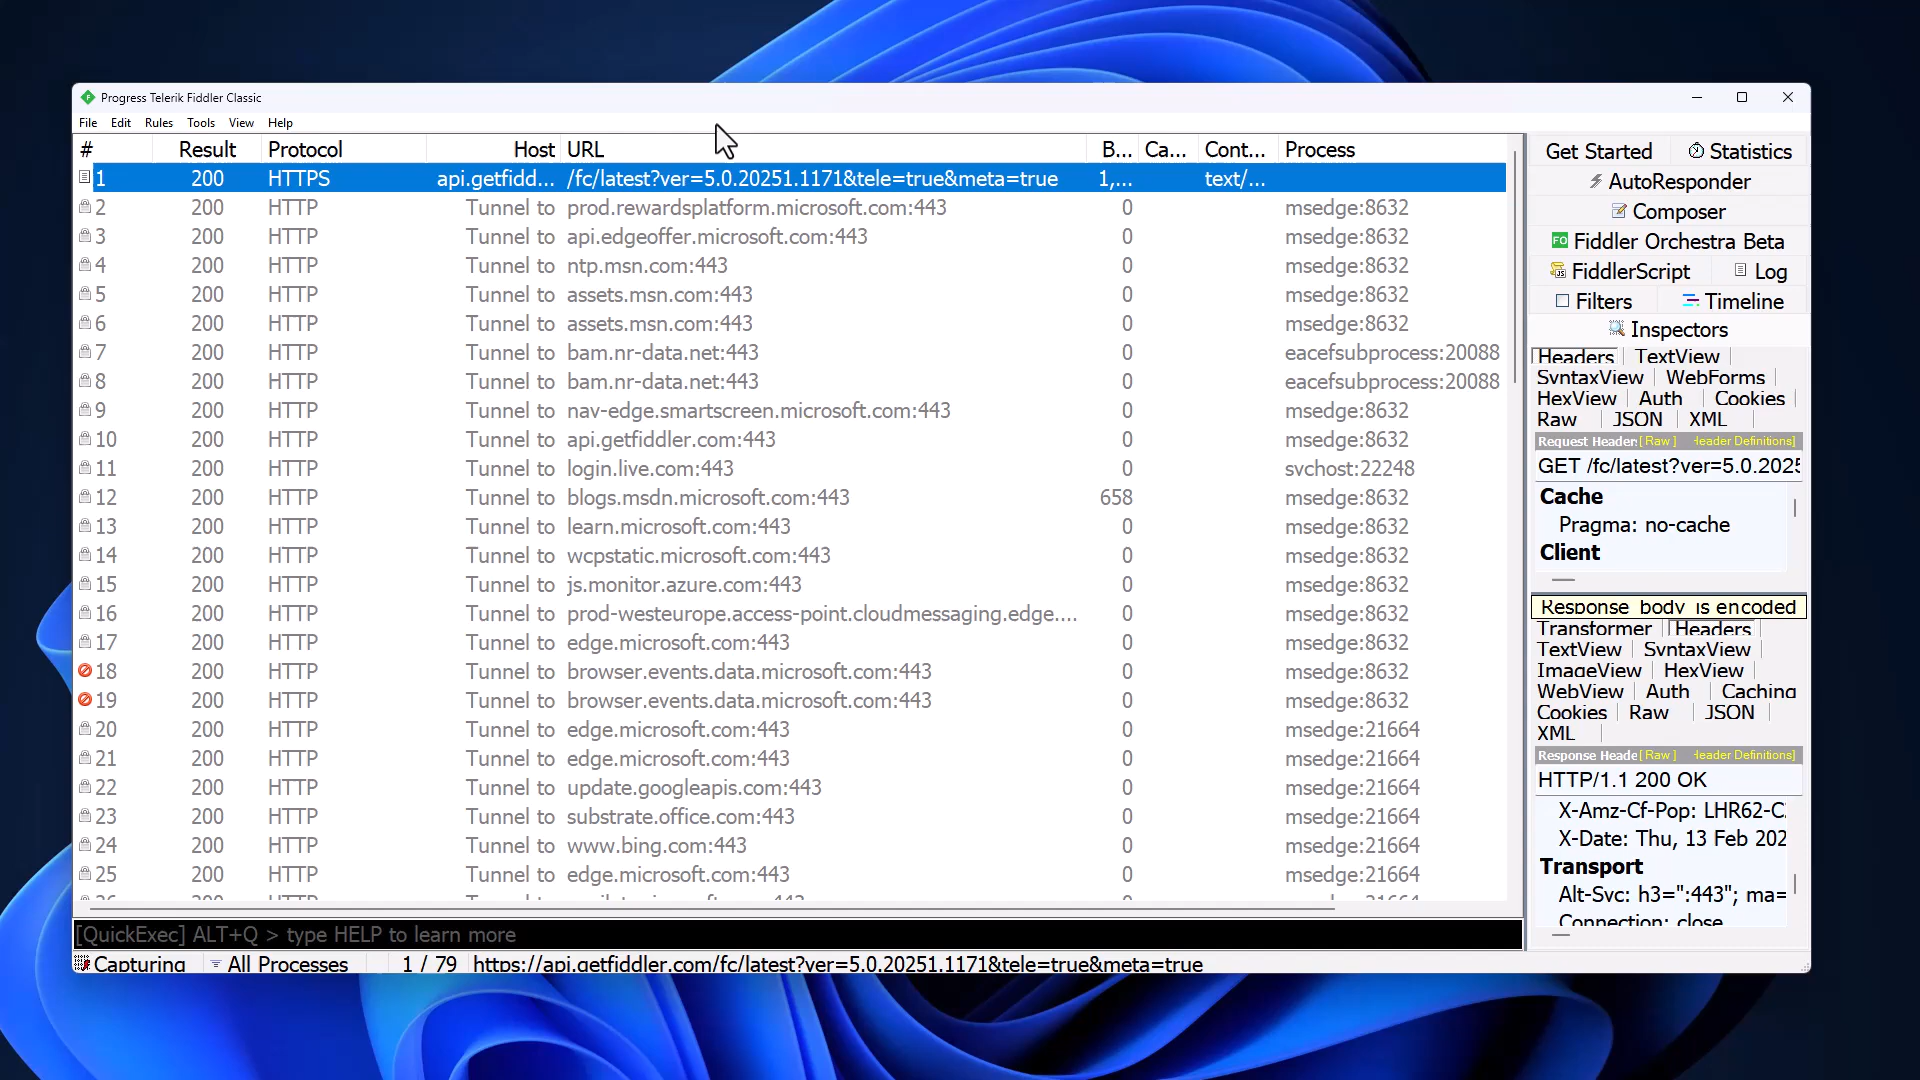 Progress Telerik Fiddler Classic
File Edit Rules Tools View Help
# Result Protocol Host URL B... Ca... Cont... Process
1 200 HTTPS api.getfidd... /fc/latest?ver=5.0.20251.1171&tele=true&meta=true 1,... text/...
2 200 HTTP Tunnel to prod.rewardsplatform.microsoft.com:443 0 msedge:8632
3 200 HTTP Tunnel to api.edgeoffer.microsoft.com:443 0 msedge:8632
4 200 HTTP Tunnel to ntp.msn.com:443 0 msedge:8632
5 200 HTTP Tunnel to assets.msn.com:443 0 msedge:8632
6 200 HTTP Tunnel to assets.msn.com:443 0 msedge:8632
7 200 HTTP Tunnel to bam.nr-data.net:443 0 eacefsubprocess:20088
8 200 HTTP Tunnel to bam.nr-data.net:443 0 eacefsubprocess:20088
9 200 HTTP Tunnel to nav-edge.smartscreen.microsoft.com:443 0 msedge:8632
10 200 HTTP Tunnel to api.getfiddler.com:443 0 msedge:8632
11 200 HTTP Tunnel to login.live.com:443 0 svchost:22248
12 200 HTTP Tunnel to blogs.msdn.microsoft.com:443 658 msedge:8632
13 200 HTTP Tunnel to learn.microsoft.com:443 0 msedge:8632
14 200 HTTP Tunnel to wcpstatic.microsoft.com:443 0 msedge:8632
15 200 HTTP Tunnel to js.monitor.azure.com:443 0 msedge:8632
16 200 HTTP Tunnel to prod-westeurope.access-point.cloudmessaging.edge.... 0 msedge:8632
17 200 HTTP Tunnel to edge.microsoft.com:443 0 msedge:8632
18 200 HTTP Tunnel to browser.events.data.microsoft.com:443 0 msedge:8632
19 200 HTTP Tunnel to browser.events.data.microsoft.com:443 0 msedge:8632
20 200 HTTP Tunnel to edge.microsoft.com:443 0 msedge:21664
21 200 HTTP Tunnel to edge.microsoft.com:443 0 msedge:21664
22 200 HTTP Tunnel to update.googleapis.com:443 0 msedge:21664
23 200 HTTP Tunnel to substrate.office.com:443 0 msedge:21664
24 200 HTTP Tunnel to www.bing.com:443 0 msedge:21664
25 200 HTTP Tunnel to edge.microsoft.com:443 0 msedge:21664
[QuickExec] ALT+Q > type HELP to learn more
Capturing All Processes 1 / 79 https://api.getfiddler.com/fc/latest?ver=5.0.20251.1171&tele=true&meta=true
Get Started Statistics
AutoResponder
Composer
FO Fiddler Orchestra Beta
FiddlerScript Log
Filters Timeline
Inspectors
Headers TextView
SyntaxView WebForms
HexView Auth Cookies
Raw JSON XML
Request Header [Raw] Header Definitions]
GET /fc/latest?ver=5.0.2025
Cache
Pragma: no-cache
Client
Response body is encoded
Transformer Headers
TextView SyntaxView
ImageView HexView
WebView Auth Caching
Cookies Raw JSON
XML
Response Heade [Raw] Header Definitions]
HTTP/1.1 200 OK
X-Amz-Cf-Pop: LHR62-C
X-Date: Thu, 13 Feb 202
Transport
Alt-Svc: h3=":443"; ma=
Connection: close